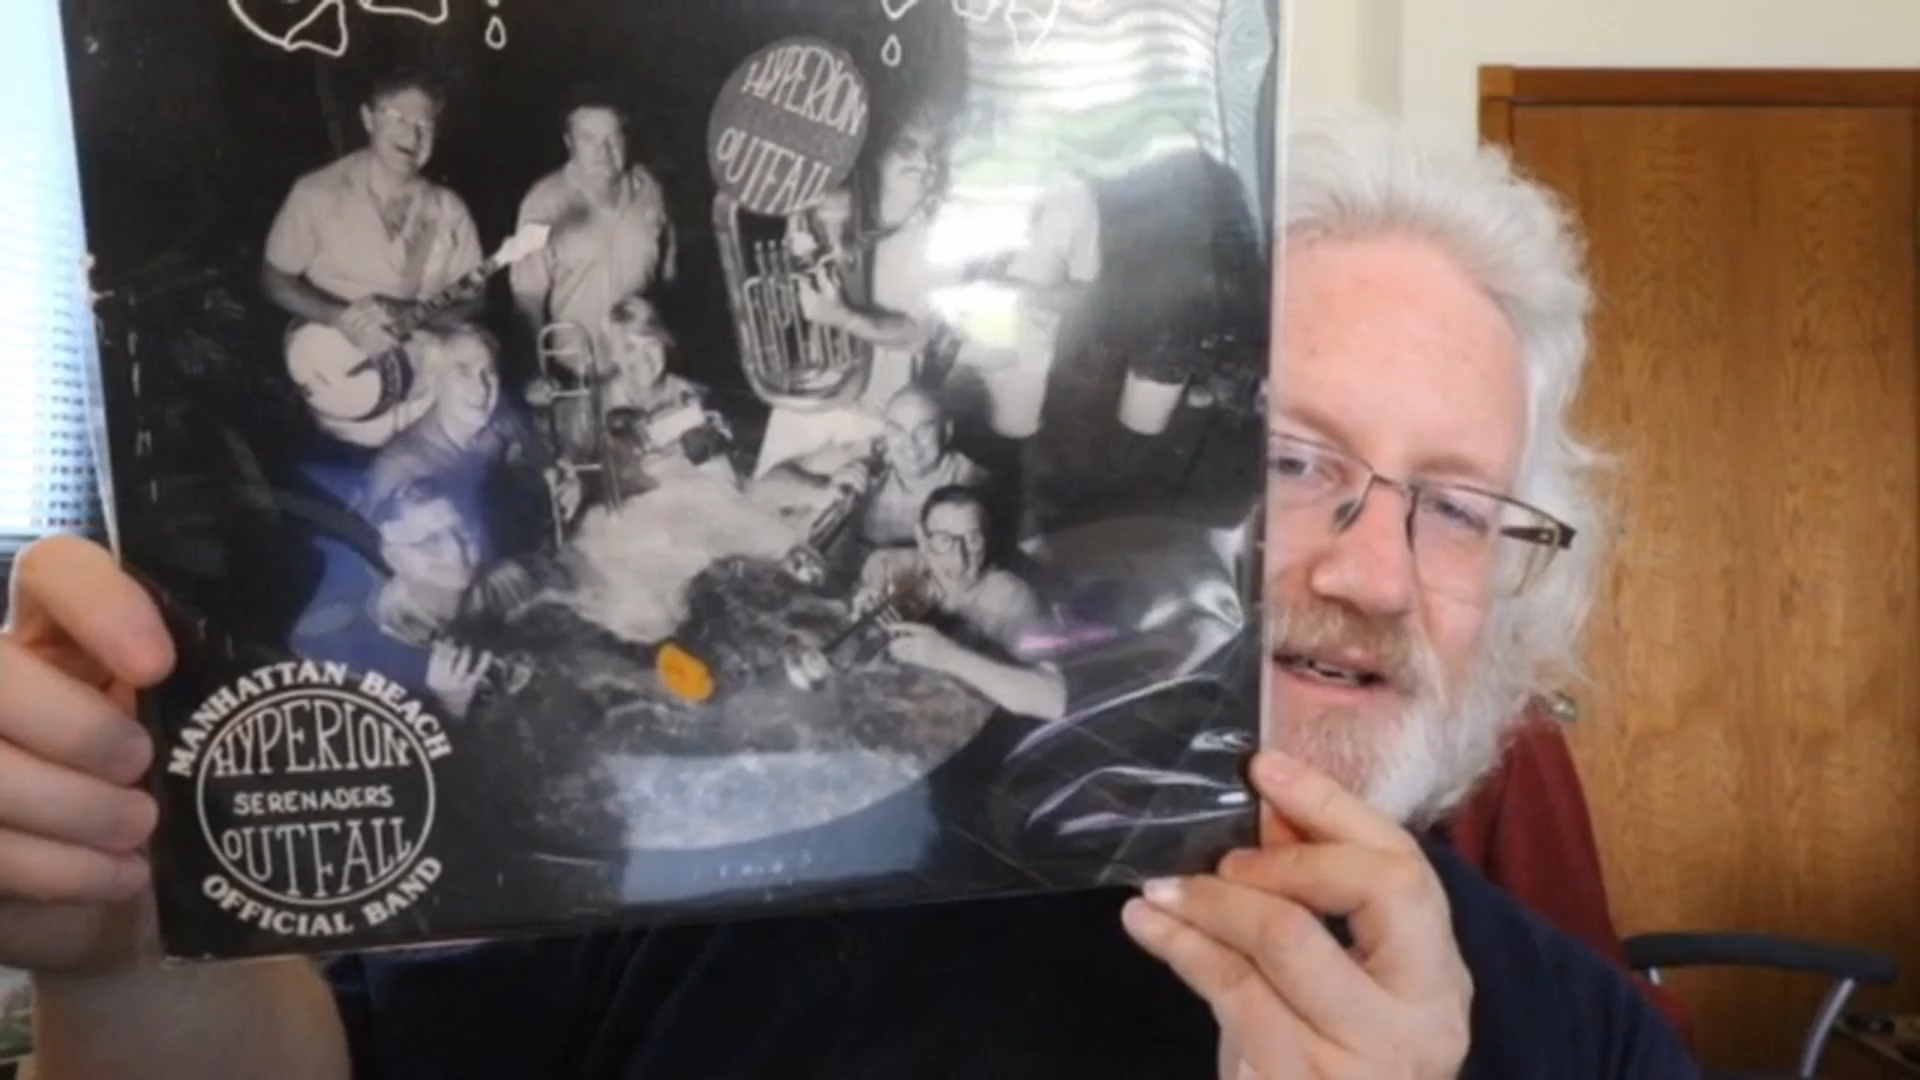 HYPERION
OUTFALL
MANHATTAN BEACH
HYPERION
SERENADERS
OUTFALL
OFFICIAL BAND